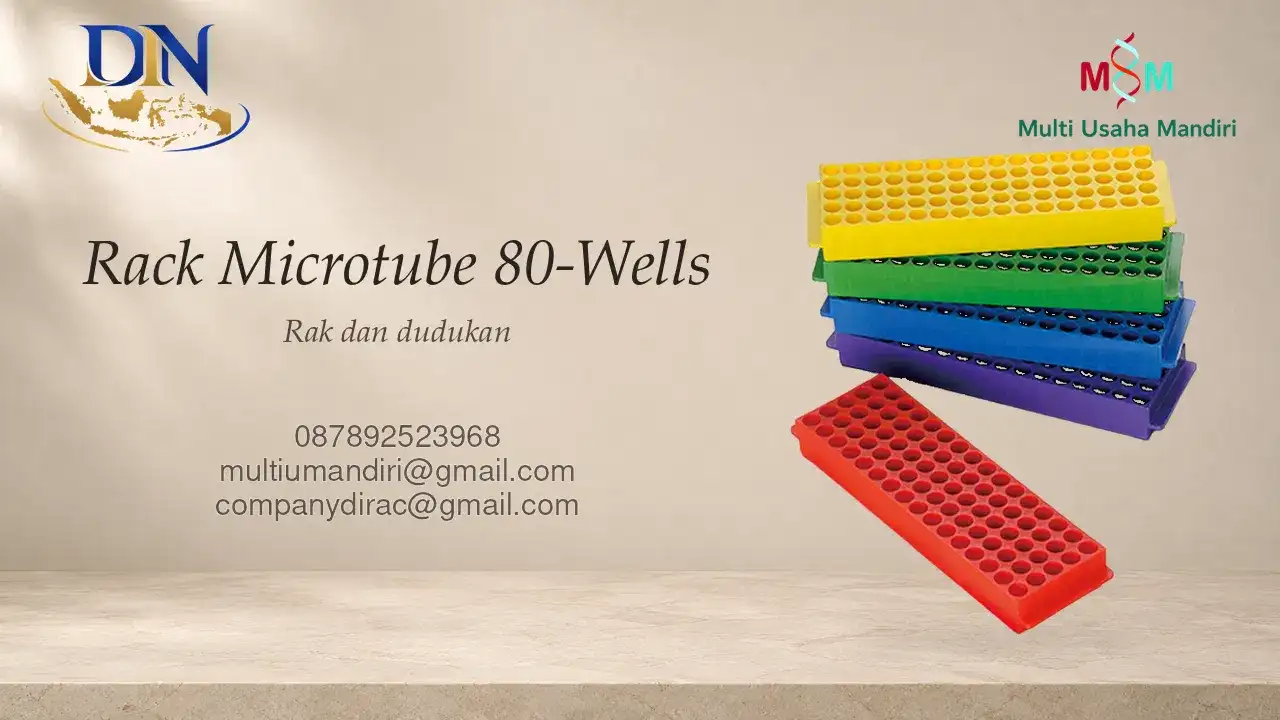 DN
MSM
Multi Usaha Mandiri
Rack Microtube 80-Wells
Rak dan dudukan
087892523968
multiumandiri@gmail.com
companydirac@gmail.com